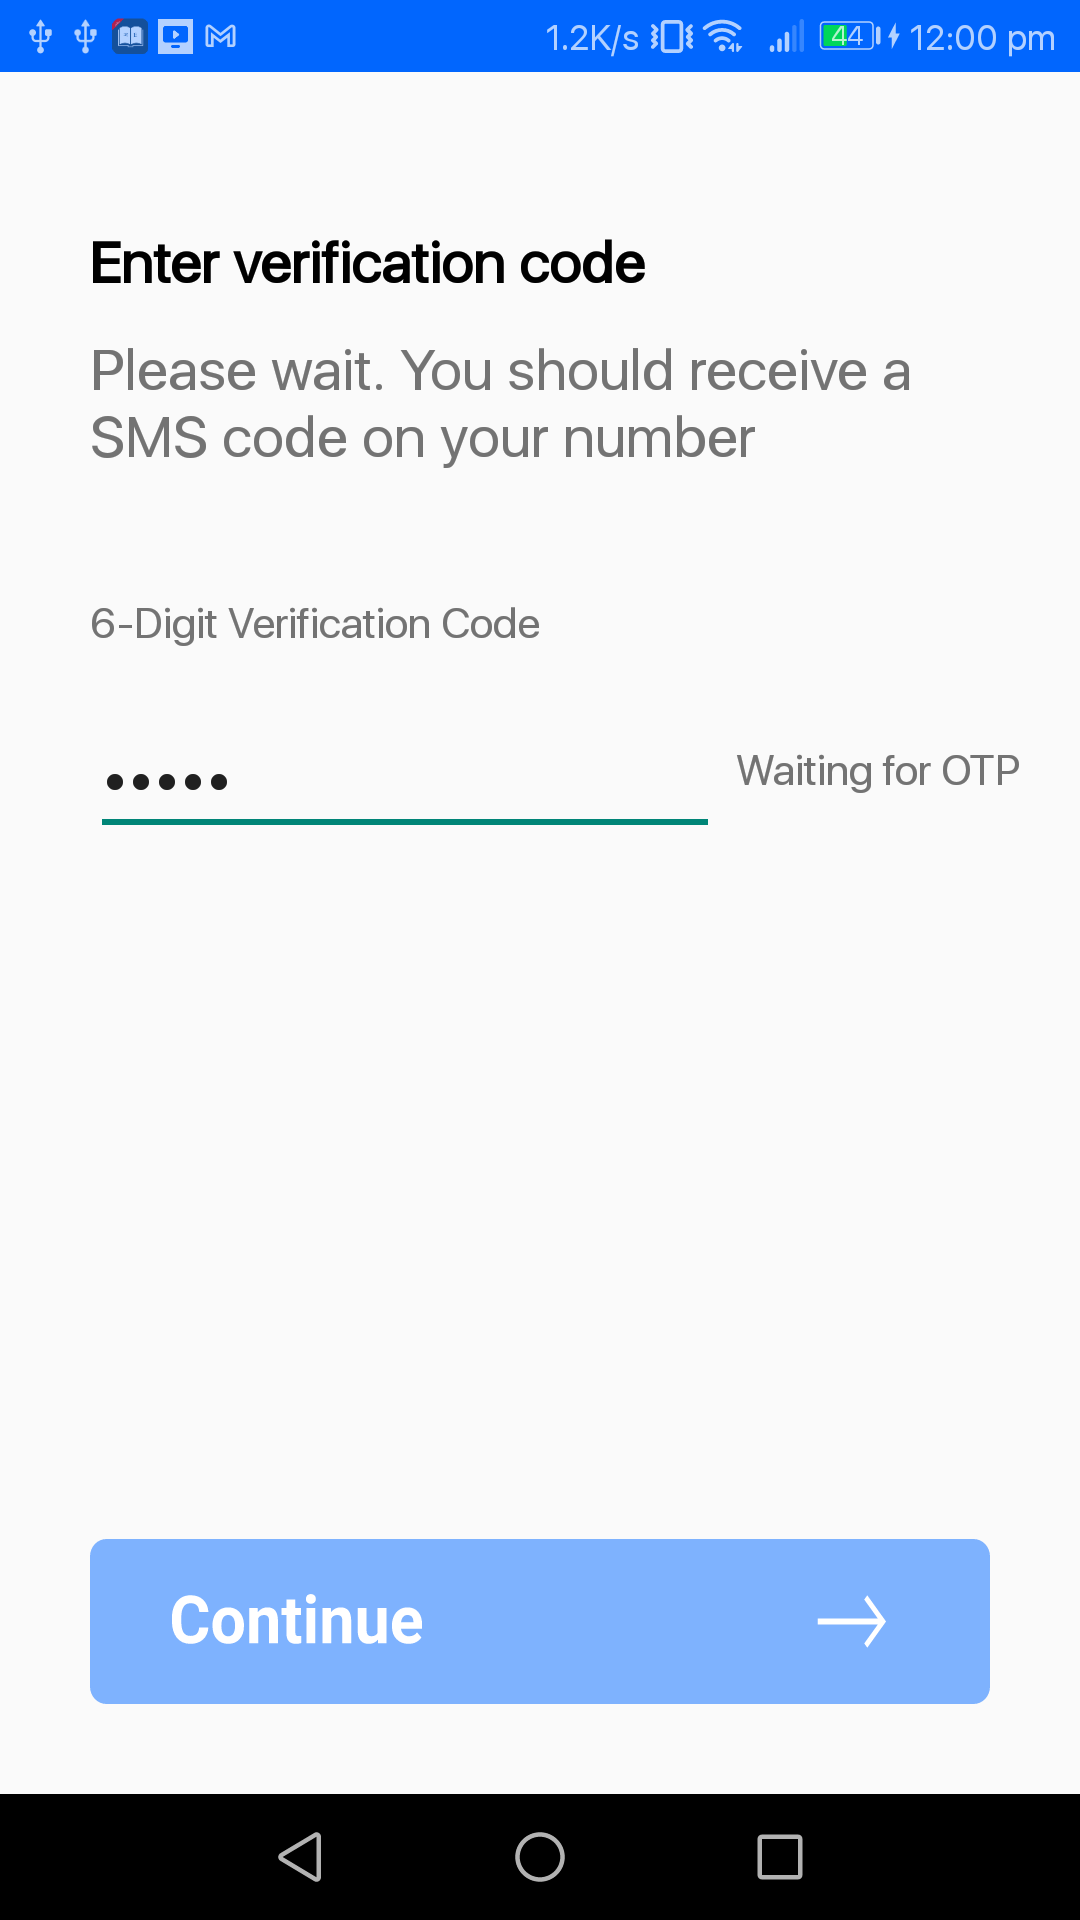 1.2K/s 44 12:00 pm
Enter verification code
Please wait. You should receive a
SMS code on your number
6-Digit Verification Code
•••••
Waiting for OTP
Continue